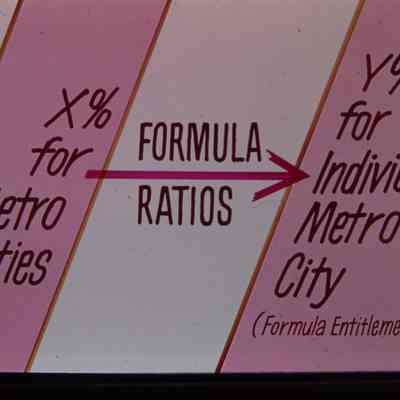 X%
for
etro
ties
FORMULA
RATIOS
Y%
for
Indivi
Metro
City
(Formula Entitleme